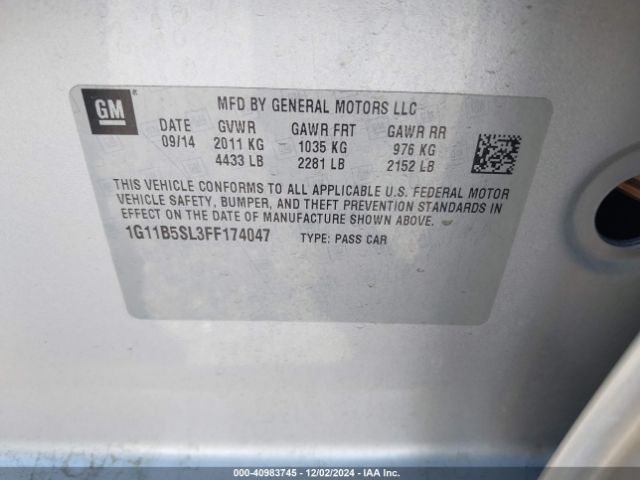 GM
MFD BY GENERAL MOTORS LLC
DATE GVWR GAWR FRT GAWR RR
09/14 2011 KG 1035 KG 976 KG
4433 LB 2281 LB 2152 LB
THIS VEHICLE CONFORMS TO ALL APPLICABLE U.S. FEDERAL MOTOR
VEHICLE SAFETY, BUMPER, AND THEFT PREVENTION STANDARDS IN
EFFECT ON THE DATE OF MANUFACTURE SHOWN ABOVE.
1G11B5SL3FF174047 TYPE: PASS CAR
000-40983745 - 12/02/2024 - IAA Inc.